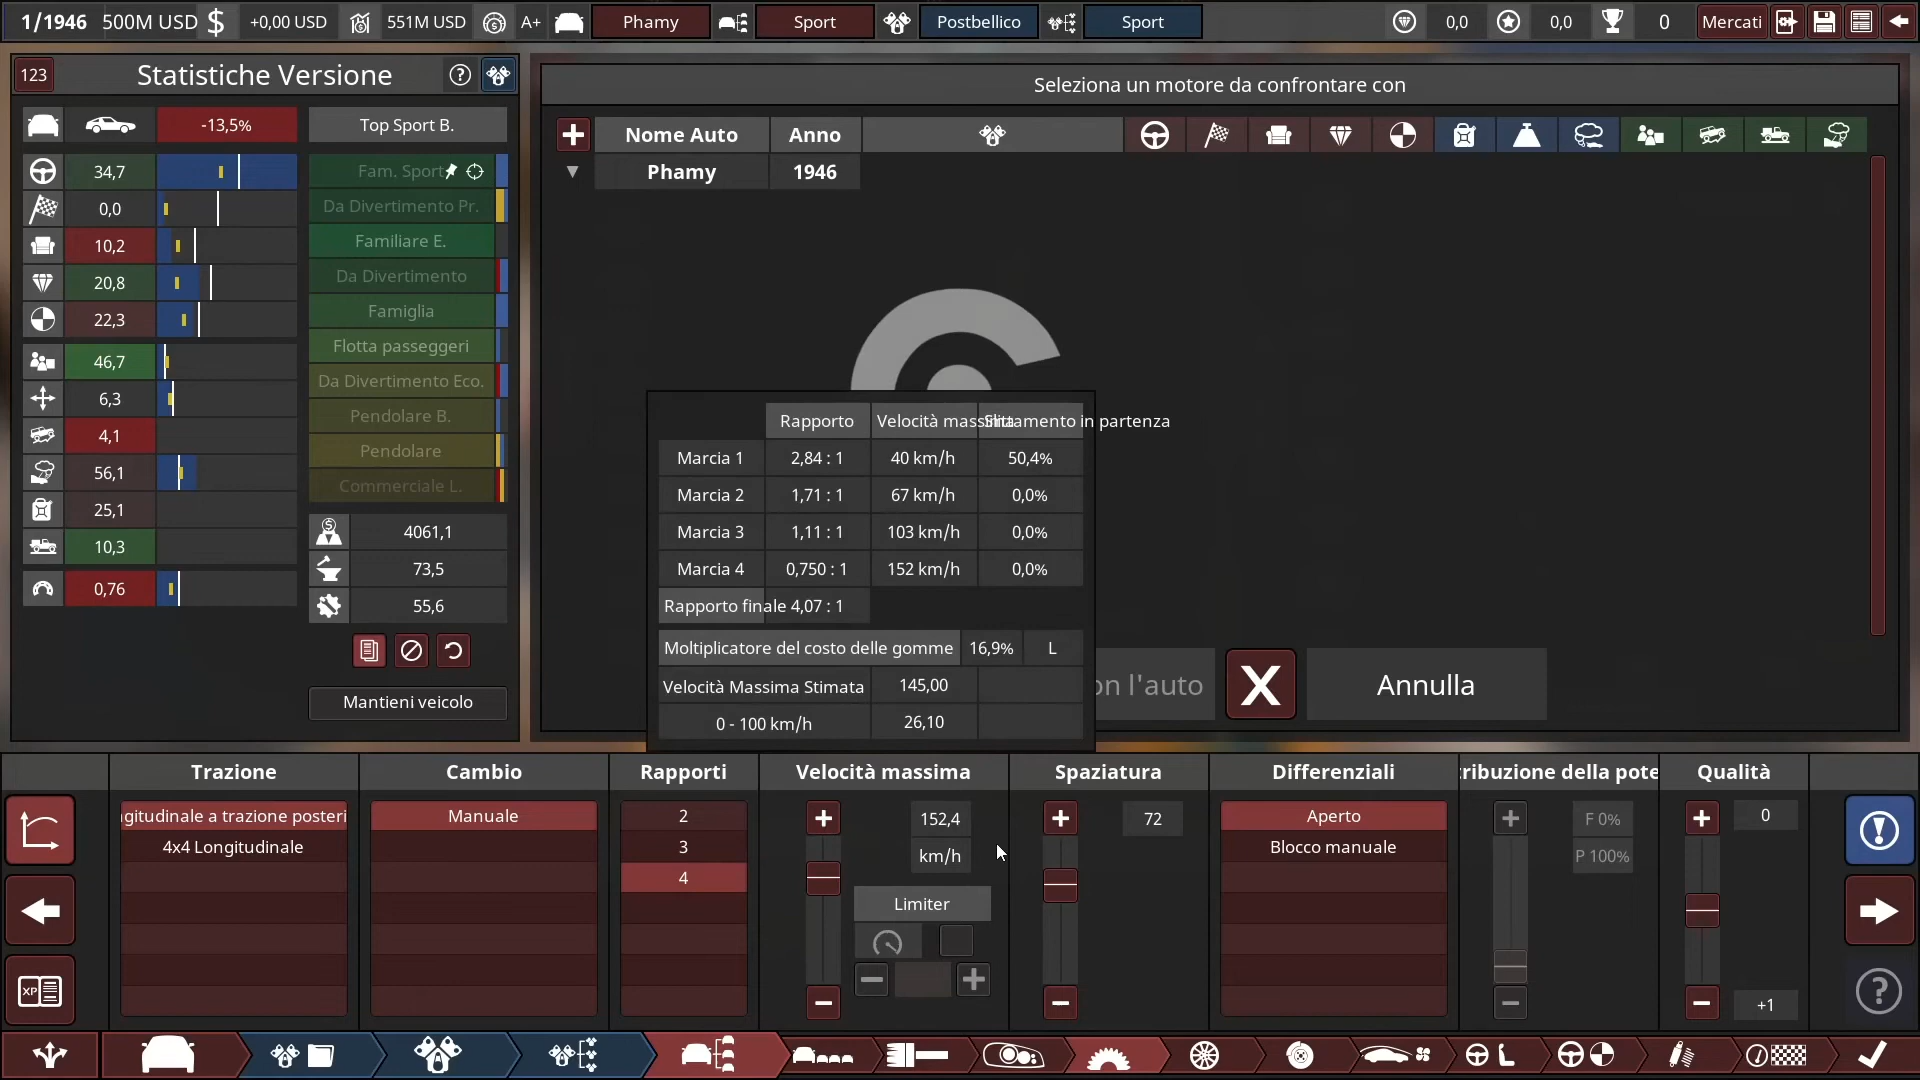 1/1946 500M USD +0,00 USD 551M USD A+ Phamy Sport Postbellico Sport 0,0 0,0 0 Mercati
123 Statistiche Versione
-13,5% Top Sport B.
34,7 Fam. Sport
0,0 Da Divertimento Pr.
10,2 Familiare E.
20,8 Da Divertimento
22,3 Famiglia
46,7 Flotta passeggeri
6,3 Da Divertimento Eco.
4,1 Pendolare B.
56,1 Pendolare
25,1 Commerciale L.
10,3
0,76
4061,1
73,5
55,6
Mantieni veicolo
Seleziona un motore da confrontare con
Nome Auto Anno
Phamy 1946
Rapporto Velocità massima Slittamento in partenza
Marcia 1 2,84 : 1 40 km/h 50,4%
Marcia 2 1,71 : 1 67 km/h 0,0%
Marcia 3 1,11 : 1 103 km/h 0,0%
Marcia 4 0,750 : 1 152 km/h 0,0%
Rapporto finale 4,07 : 1
Moltiplicatore del costo delle gomme 16,9% L
Velocità Massima Stimata 145,00
0 - 100 km/h 26,10
on l'auto X Annulla
Trazione Cambio Rapporti Velocità massima Spaziatura Differenziali tribuzione della pote Qualità
gitudinale a trazione posteri
4x4 Longitudinale
Manuale
2
3
4
152,4
km/h
Limiter
72
Aperto
Blocco manuale
F 0%
P 100%
0
+1
XP